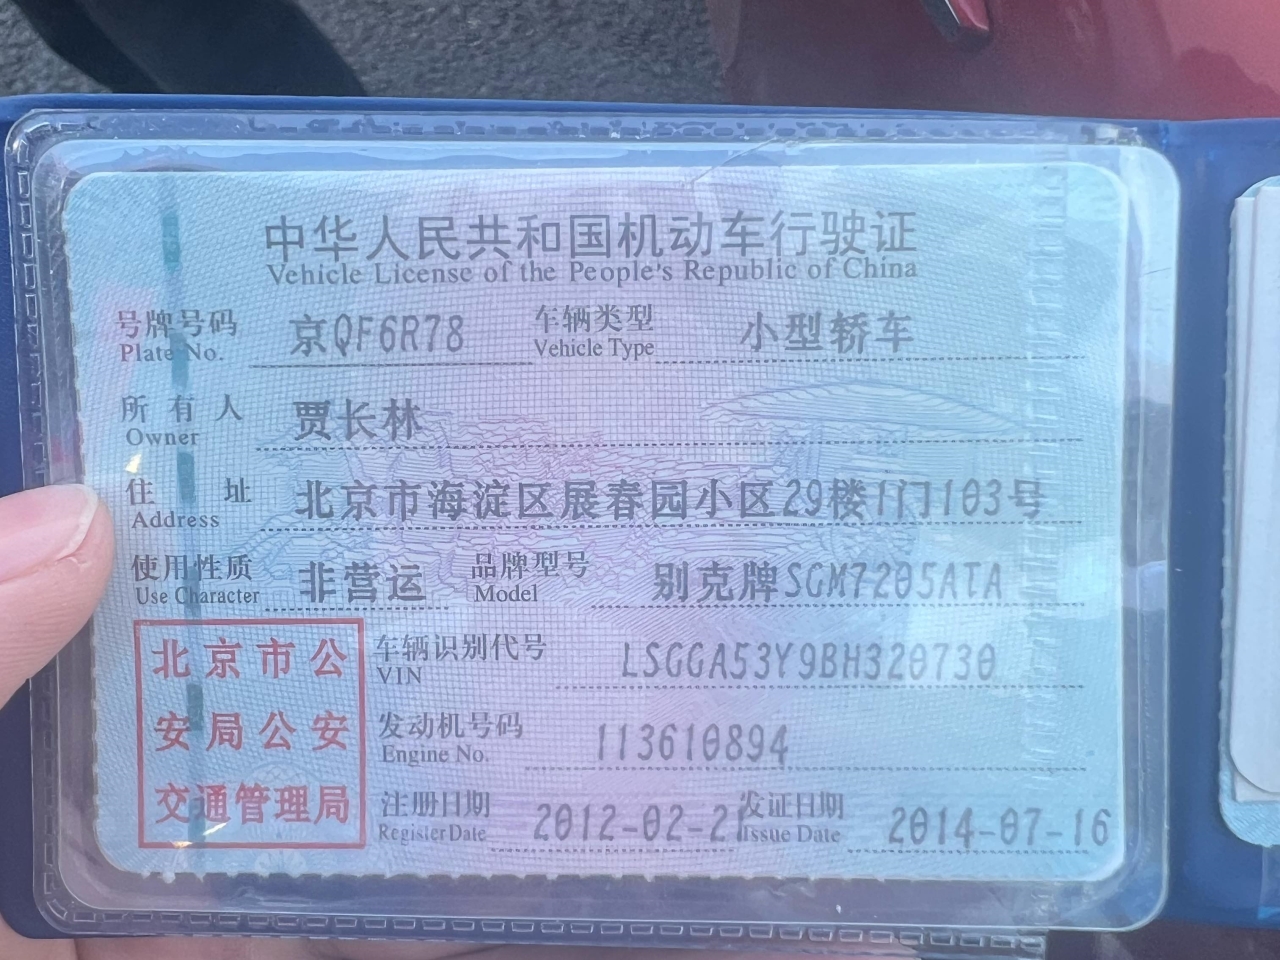 中华人民共和国机动车行驶证
Vehicle License of the People's Republic of China
号牌号码 京QF6R78 车辆类型 小型轿车
Plate No. Vehicle Type
所有人 贾长林
Owner
住址 北京市海淀区展春园小区29楼1门103号
Address
使用性质 非营运 品牌型号 别克牌SGM7205ATA
Use Character Model
北京市公
安局公安
交通管理局
车辆识别代号 LSGGA53Y9BH320730
VIN
发动机号码 113610894
Engine No.
注册日期 2012-02-21 发证日期 2014-07-16
Register Date Issue Date